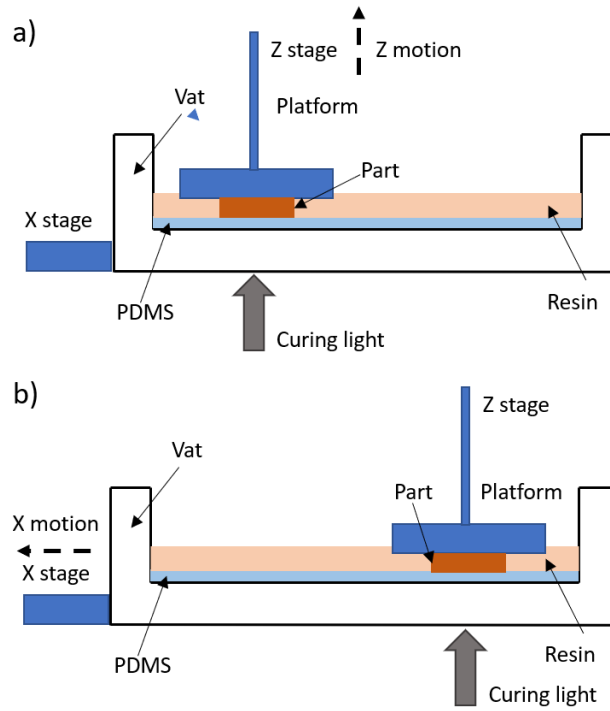 a)
Z stage
Z motion
Vat
Platform
Part
X stage
PDMS
Resin
Curing light
b)
Z stage
Vat
Part
Platform
X motion
X stage
PDMS
Resin
Curing light